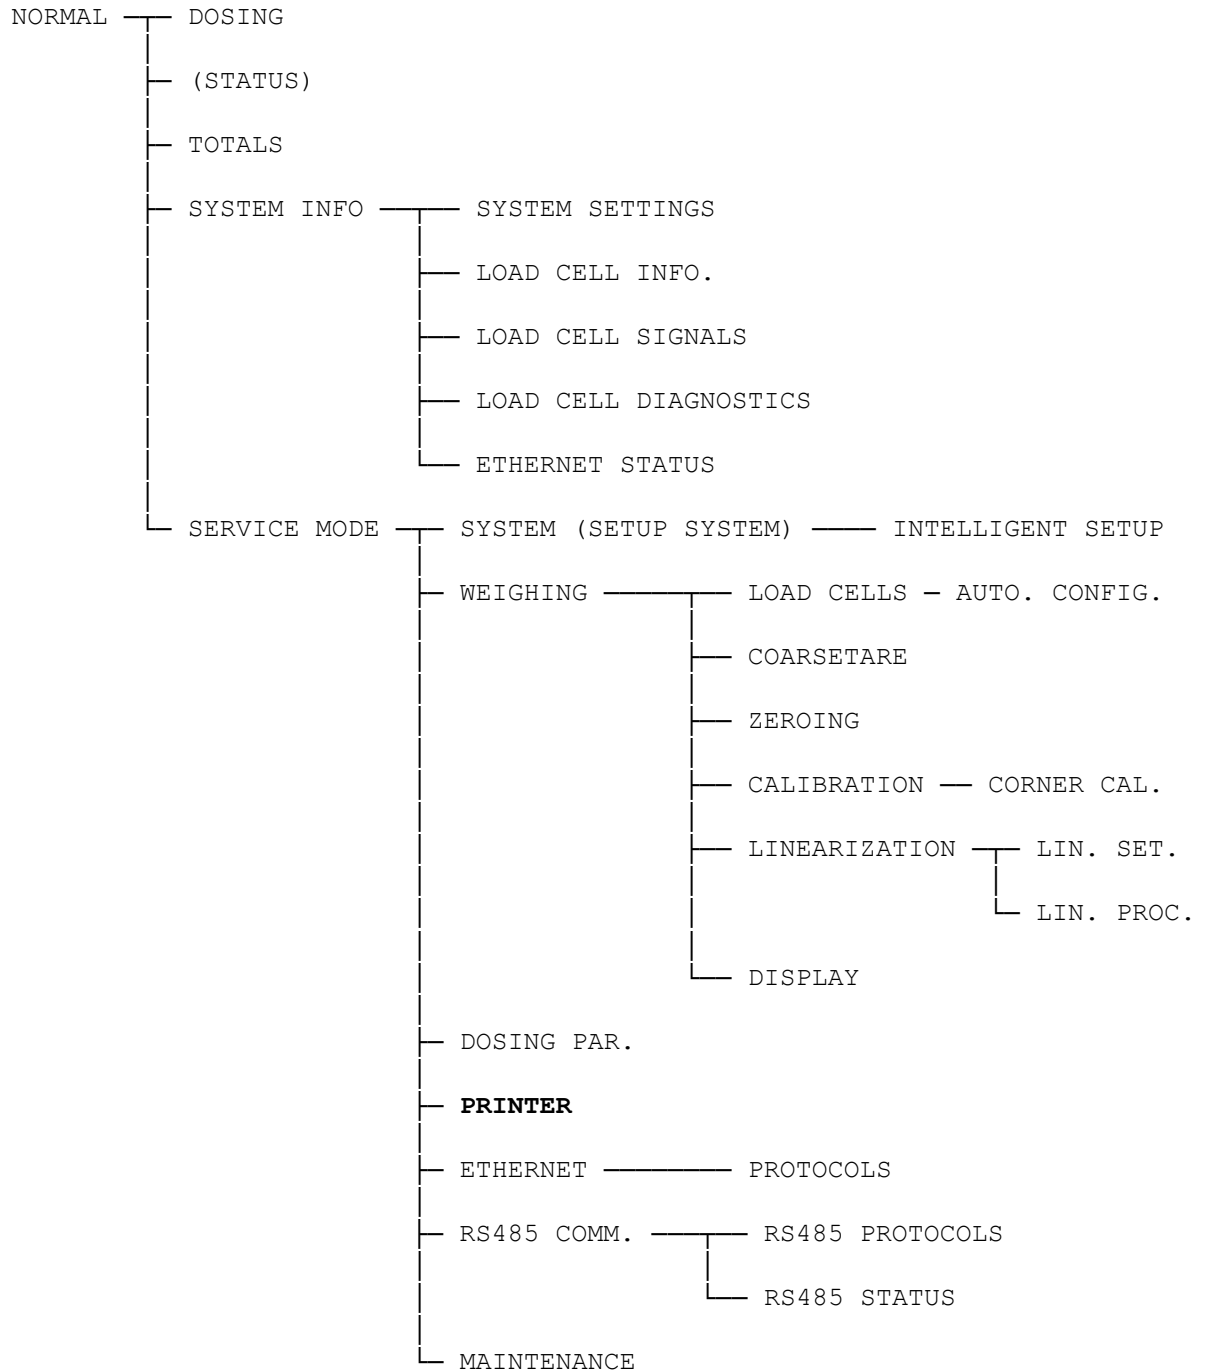 NORMAL DOSING
(STATUS)
TOTALS
SYSTEM INFO SYSTEM SETTINGS
LOAD CELL INFO.
LOAD CELL SIGNALS
LOAD CELL DIAGNOSTICS
ETHERNET STATUS
SERVICE MODE SYSTEM (SETUP SYSTEM) INTELLIGENT SETUP
WEIGHING LOAD CELLS AUTO. CONFIG.
COARSETARE
ZEROING
CALIBRATION CORNER CAL.
LINEARIZATION LIN. SET.
LIN. PROC.
DISPLAY
DOSING PAR.
PRINTER
ETHERNET PROTOCOLS
RS485 COMM. RS485 PROTOCOLS
RS485 STATUS
MAINTENANCE